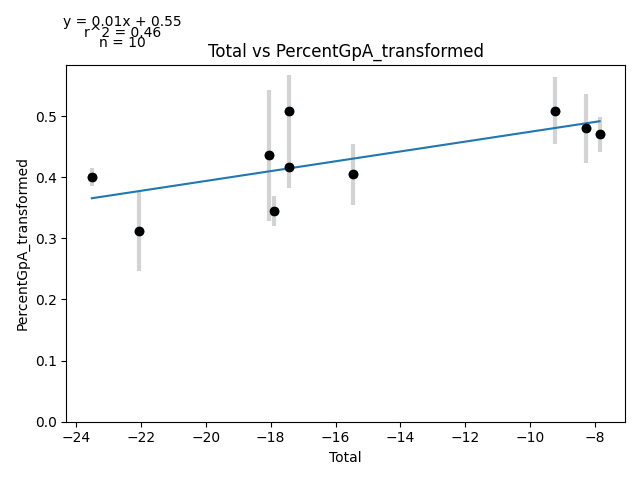 y = 0.01x + 0.55
r^2 = 0.46
n = 10
Total vs PercentGpA_transformed
PercentGpA_transformed
0.5
0.4
0.3
0.2
0.1
0.0
−24 −22 −20 −18 −16 −14 −12 −10 −8
Total